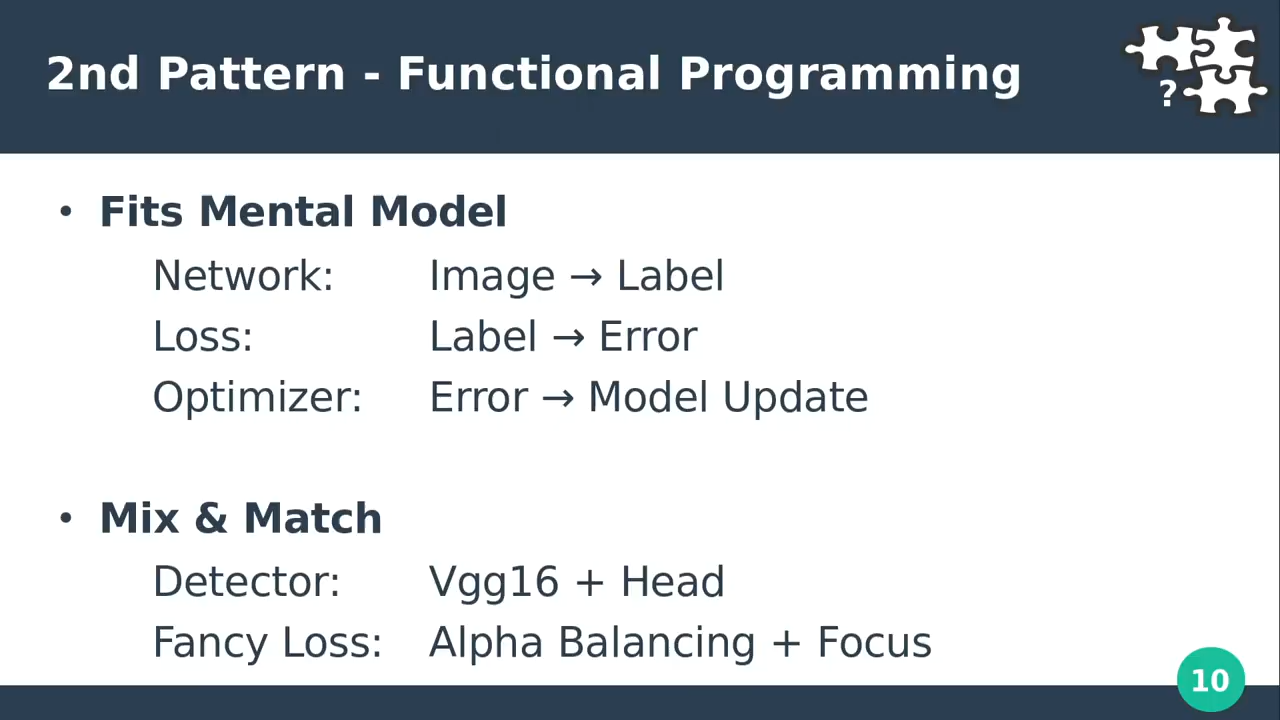 2nd Pattern - Functional Programming
?
• Fits Mental Model
Network: Image → Label
Loss: Label → Error
Optimizer: Error → Model Update
• Mix & Match
Detector: Vgg16 + Head
Fancy Loss: Alpha Balancing + Focus
10